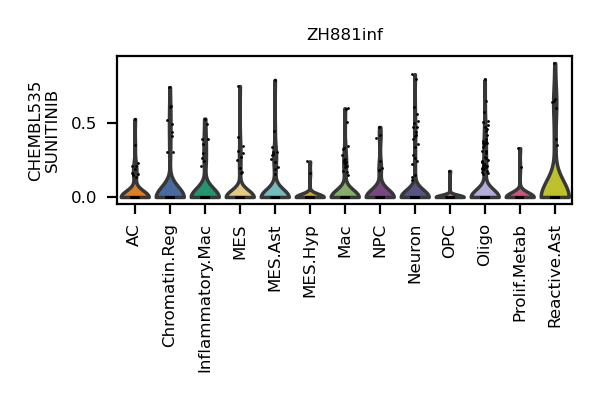 ZH881inf
CHEMBL535
SUNITINIB
0.5
0.0
AC
Chromatin.Reg
Inflammatory.Mac
MES
MES.Ast
MES.Hyp
Mac
NPC
Neuron
OPC
Oligo
Prolif.Metab
Reactive.Ast